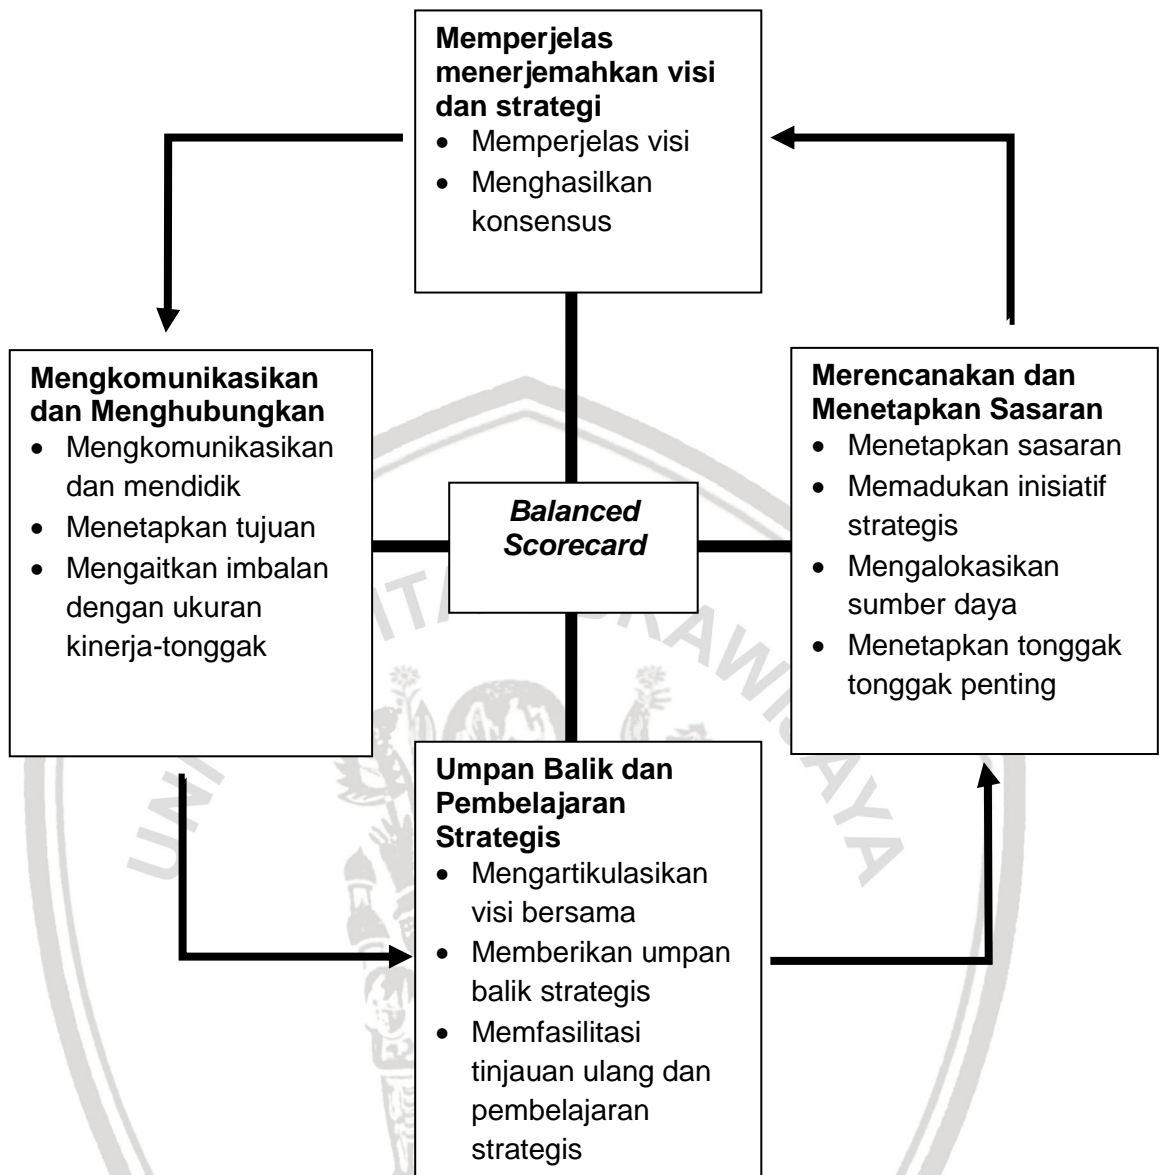 Memperjelas
menerjemahkan visi
dan strategi
• Memperjelas visi
• Menghasilkan
konsensus
Mengkomunikasikan
dan Menghubungkan
• Mengkomunikasikan
dan mendidik
• Menetapkan tujuan
• Mengaitkan imbalan
dengan ukuran
kinerja-tonggak
Balanced
Scorecard
Merencanakan dan
Menetapkan Sasaran
• Menetapkan sasaran
• Memadukan inisiatif
strategis
• Mengalokasikan
sumber daya
• Menetapkan tonggak
tonggak penting
Umpan Balik dan
Pembelajaran
Strategis
• Mengartikulasikan
visi bersama
• Memberikan umpan
balik strategis
• Memfasilitasi
tinjauan ulang dan
pembelajaran
strategis